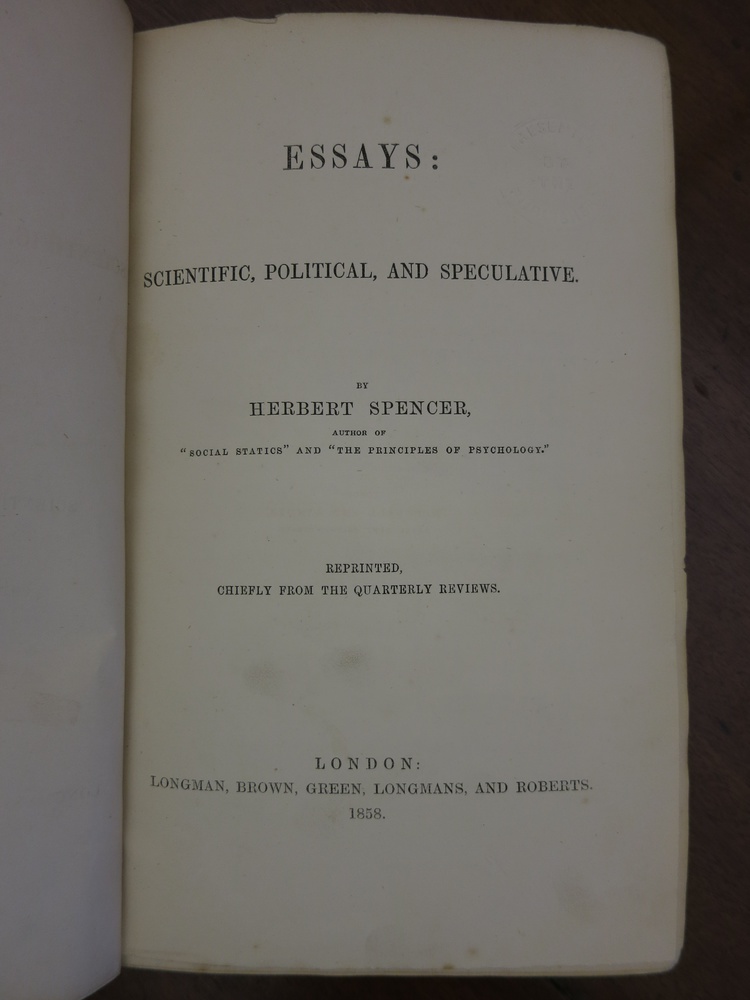 ESSAYS:
SCIENTIFIC, POLITICAL, AND SPECULATIVE.
BY
HERBERT SPENCER,
AUTHOR OF
"SOCIAL STATICS" AND "THE PRINCIPLES OF PSYCHOLOGY."
REPRINTED,
CHIEFLY FROM THE QUARTERLY REVIEWS.
LONDON:
LONGMAN, BROWN, GREEN, LONGMANS, AND ROBERTS.
1858.